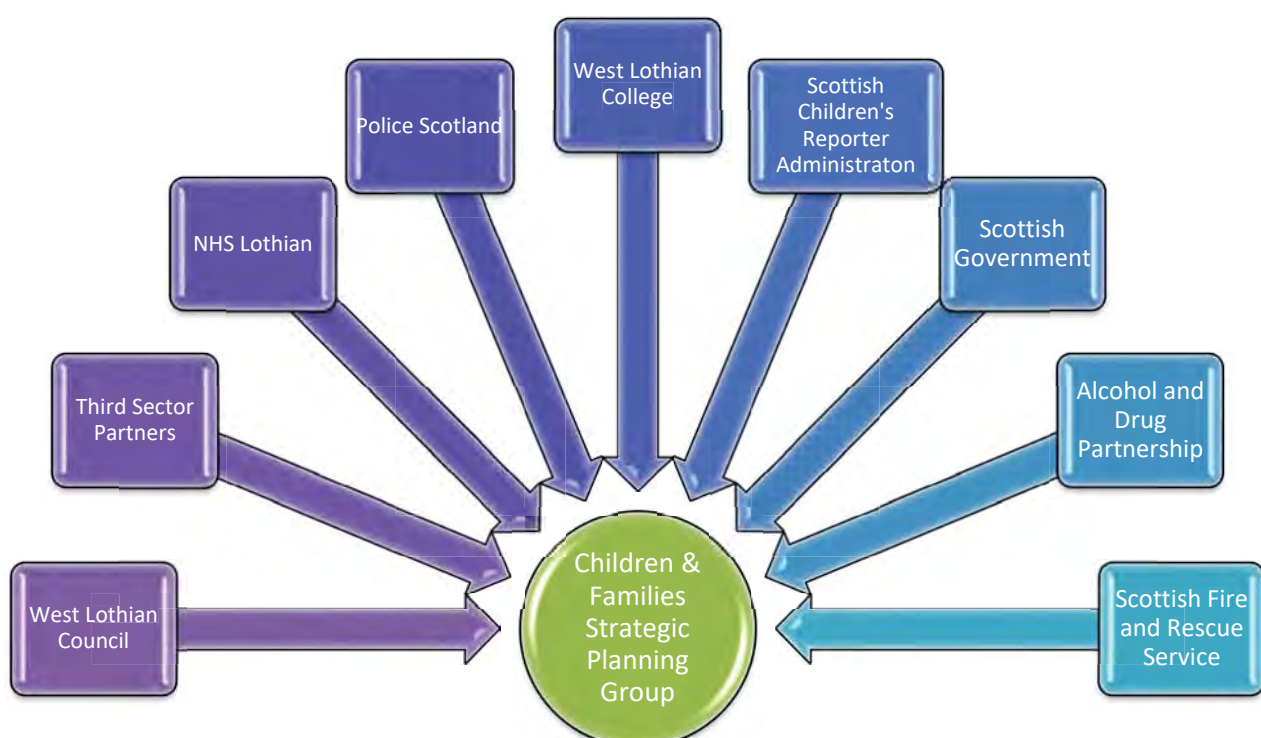 West Lothian
College
Scottish
Children's
Reporter
Administraton
Police Scotland
NHS Lothian
Scottish
Government
Third Sector
Partners
Alcohol and
Drug
Partnership
West Lothian
Council
Children &
Families
Strategic
Planning
Group
Scottish Fire
and Rescue
Service